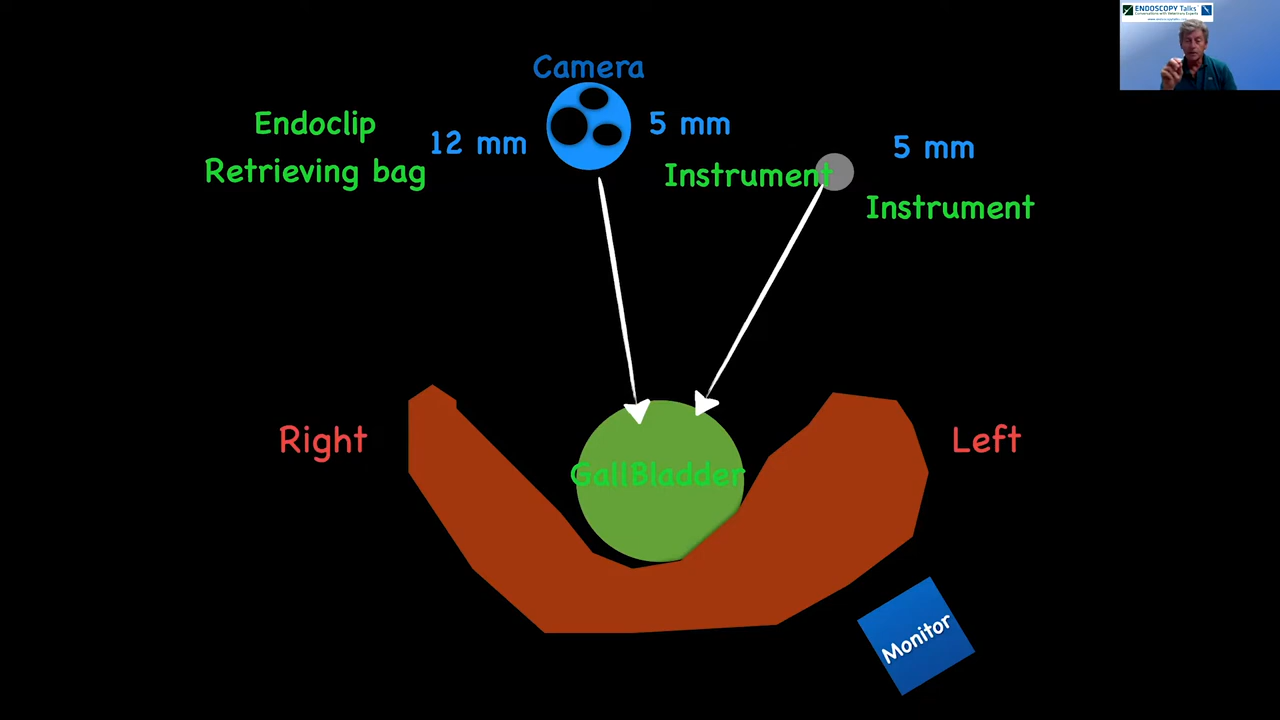 ENDOSCOPY Talks
Camera
Endoclip
12 mm
5 mm
5 mm
Retrieving bag
Instrument
Instrument
Right
Left
GallBladder
Monitor